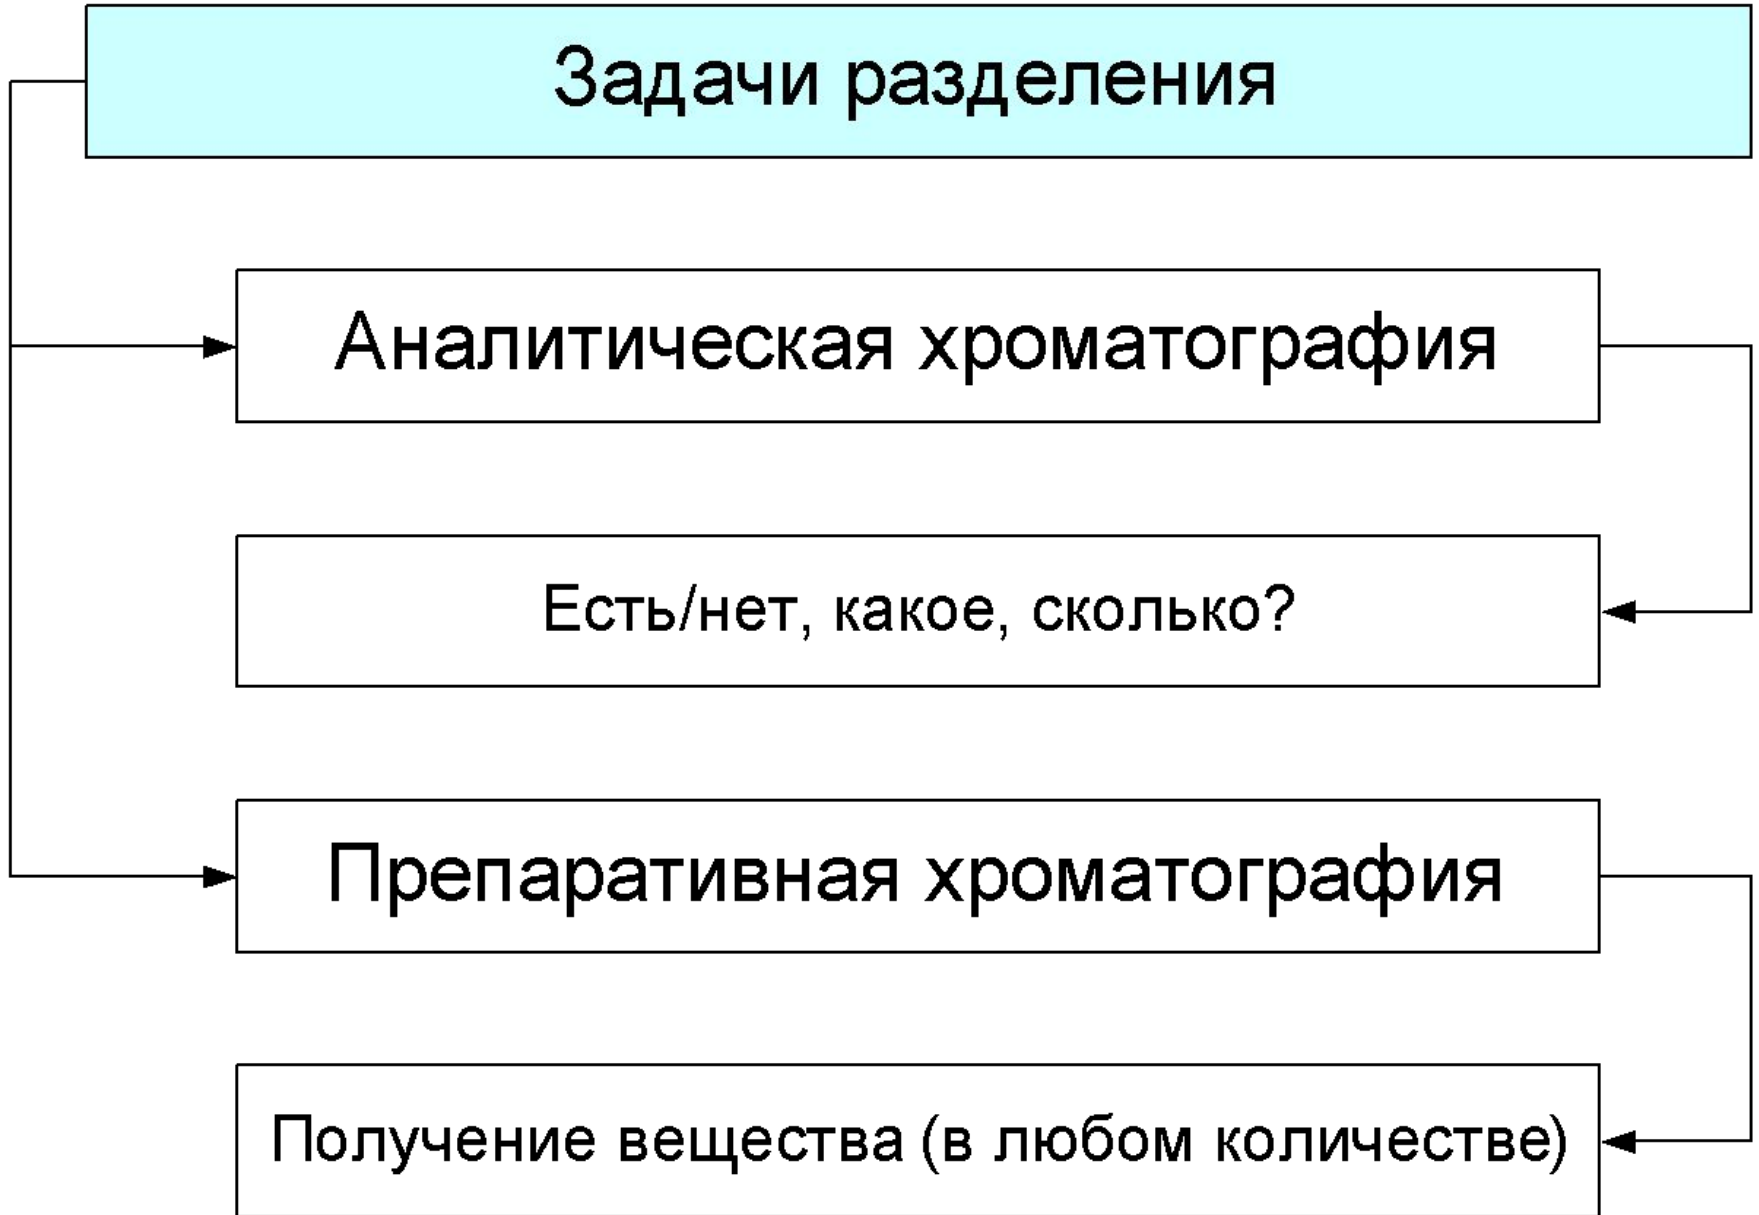 Задачи разделения
Аналитическая хроматография
Есть/нет, какое, сколько?
Препаративная хроматография
Получение вещества (в любом количестве)